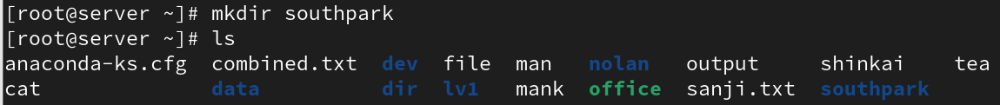 [root@server ~]# mkdir southpark
[root@server ~]# ls
anaconda-ks.cfg  combined.txt  dev  file  man   nolan   output     shinkai    tea
cat              data          dir  lv1   mank  office  sanji.txt  southpark